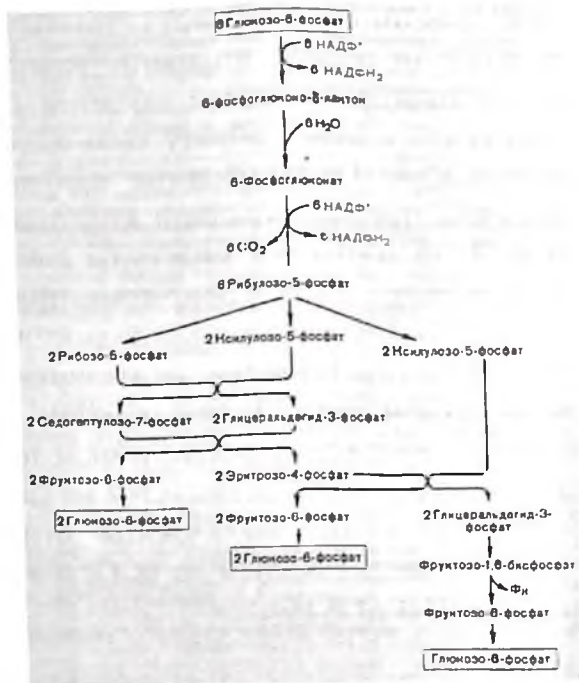 6 Глюкозо-6-фосфат
6 НАДФ⁺
6 НАДФН₂
6-фосфоглюконо-δ-лактон
6H₂O
6-Фосфоглюконат
6 НАДФ⁺
6CO₂
6 НАДФН₂
6 Рибулозо-5-фосфат
2 Рибозо-5-фосфат
2 Ксилулозо-5-фосфат
2 Ксилулозо-5-фосфат
2 Седогептулозо-7-фосфат
2 Глицеральдегид-3-фосфат
2 Фруктозо-6-фосфат
2 Эритрозо-4-фосфат
2 Глюкозо-6-фосфат
2 Фруктозо-6-фосфат
2 Глицеральдегид-3-
фосфат
2 Глюкозо-6-фосфат
Фруктозо-1,6-бисфосфат
Фн
Фруктозо-6-фосфат
Глюкозо-6-фосфат